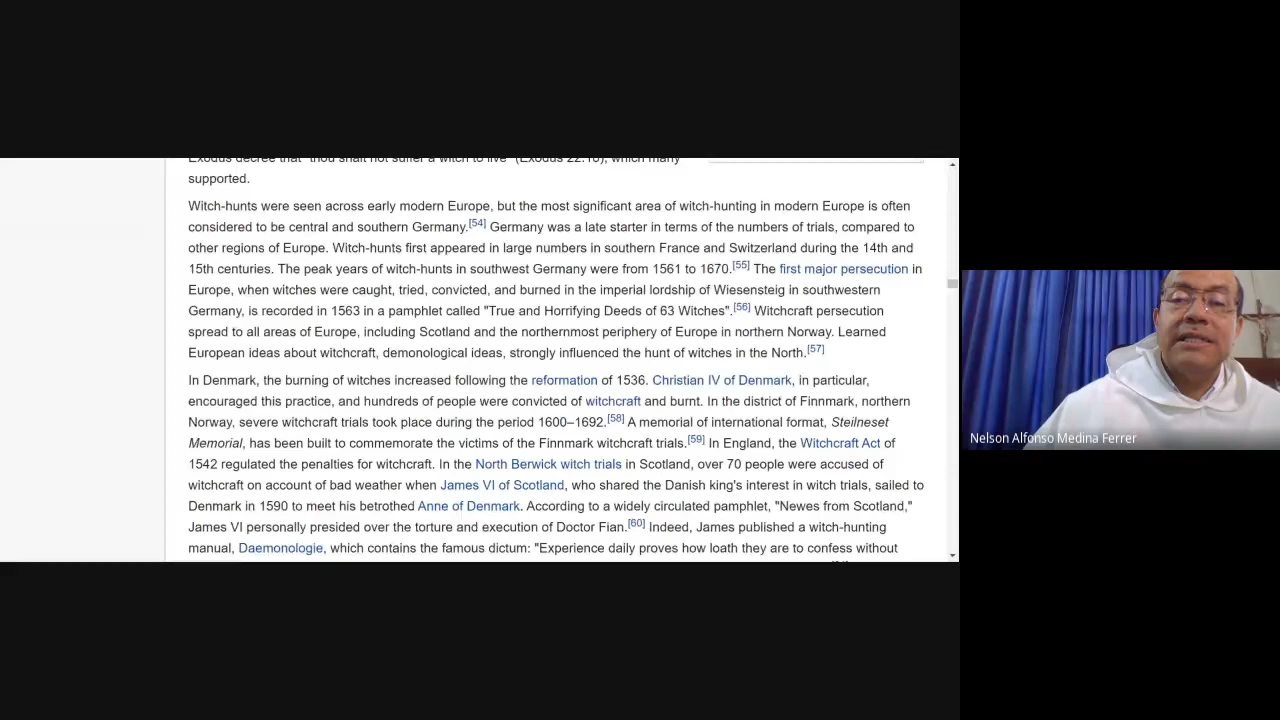 Exodus decree that "thou shalt not suffer a witch to live" (Exodus 22:18), which many
supported.
Witch-hunts were seen across early modern Europe, but the most significant area of witch-hunting in modern Europe is often
considered to be central and southern Germany.[54] Germany was a late starter in terms of the numbers of trials, compared to
other regions of Europe. Witch-hunts first appeared in large numbers in southern France and Switzerland during the 14th and
15th centuries. The peak years of witch-hunts in southwest Germany were from 1561 to 1670.[55] The first major persecution in
Europe, when witches were caught, tried, convicted, and burned in the imperial lordship of Wiesensteig in southwestern
Germany, is recorded in 1563 in a pamphlet called "True and Horrifying Deeds of 63 Witches".[56] Witchcraft persecution
spread to all areas of Europe, including Scotland and the northernmost periphery of Europe in northern Norway. Learned
European ideas about witchcraft, demonological ideas, strongly influenced the hunt of witches in the North.[57]
In Denmark, the burning of witches increased following the reformation of 1536. Christian IV of Denmark, in particular,
encouraged this practice, and hundreds of people were convicted of witchcraft and burnt. In the district of Finnmark, northern
Norway, severe witchcraft trials took place during the period 1600–1692.[58] A memorial of international format, Steilneset
Memorial, has been built to commemorate the victims of the Finnmark witchcraft trials.[59] In England, the Witchcraft Act of
1542 regulated the penalties for witchcraft. In the North Berwick witch trials in Scotland, over 70 people were accused of
witchcraft on account of bad weather when James VI of Scotland, who shared the Danish king's interest in witch trials, sailed to
Denmark in 1590 to meet his betrothed Anne of Denmark. According to a widely circulated pamphlet, "Newes from Scotland,"
James VI personally presided over the torture and execution of Doctor Fian.[60] Indeed, James published a witch-hunting
manual, Daemonologie, which contains the famous dictum: "Experience daily proves how loath they are to confess without
Nelson Alfonso Medina Ferrer